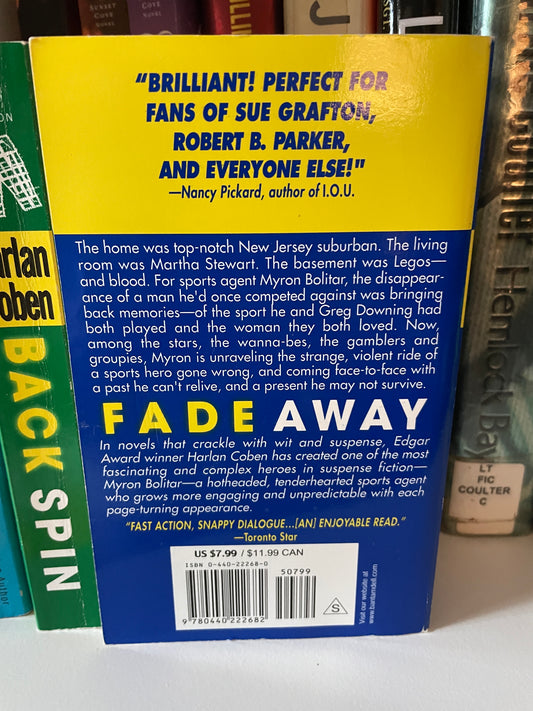 SUNSET COVE
COVE
"BRILLIANT! PERFECT FOR
FANS OF SUE GRAFTON,
ROBERT B. PARKER,
AND EVERYONE ELSE!"
—Nancy Pickard, author of I.O.U.
The home was top-notch New Jersey suburban. The living
room was Martha Stewart. The basement was Legos—
and blood. For sports agent Myron Bolitar, the disappear-
ance of a man he'd once competed against was bringing
back memories—of the sport he and Greg Downing had
both played and the woman they both loved. Now,
among the stars, the wanna-bes, the gamblers and
groupies, Myron is unraveling the strange, violent ride of
a sports hero gone wrong, and coming face-to-face with
a past he can't relive, and a present he may not survive.
FADE AWAY
In novels that crackle with wit and suspense, Edgar
Award winner Harlan Coben has created one of the most
fascinating and complex heroes in suspense fiction—
Myron Bolitar—a hotheaded, tenderhearted sports agent
who grows more engaging and unpredictable with each
page-turning appearance.
"FAST ACTION, SNAPPY DIALOGUE...[AN] ENJOYABLE READ."
—Toronto Star
US $7.99 / $11.99 CAN
ISBN 0-440-22268-0
50799
9 780440 222682
S
Visit our website at
www.bantamdell.com
arlan
oben
BACK SPIN
Author
Coulter
Hemlock Bay
LT
FIC
COULTER
C